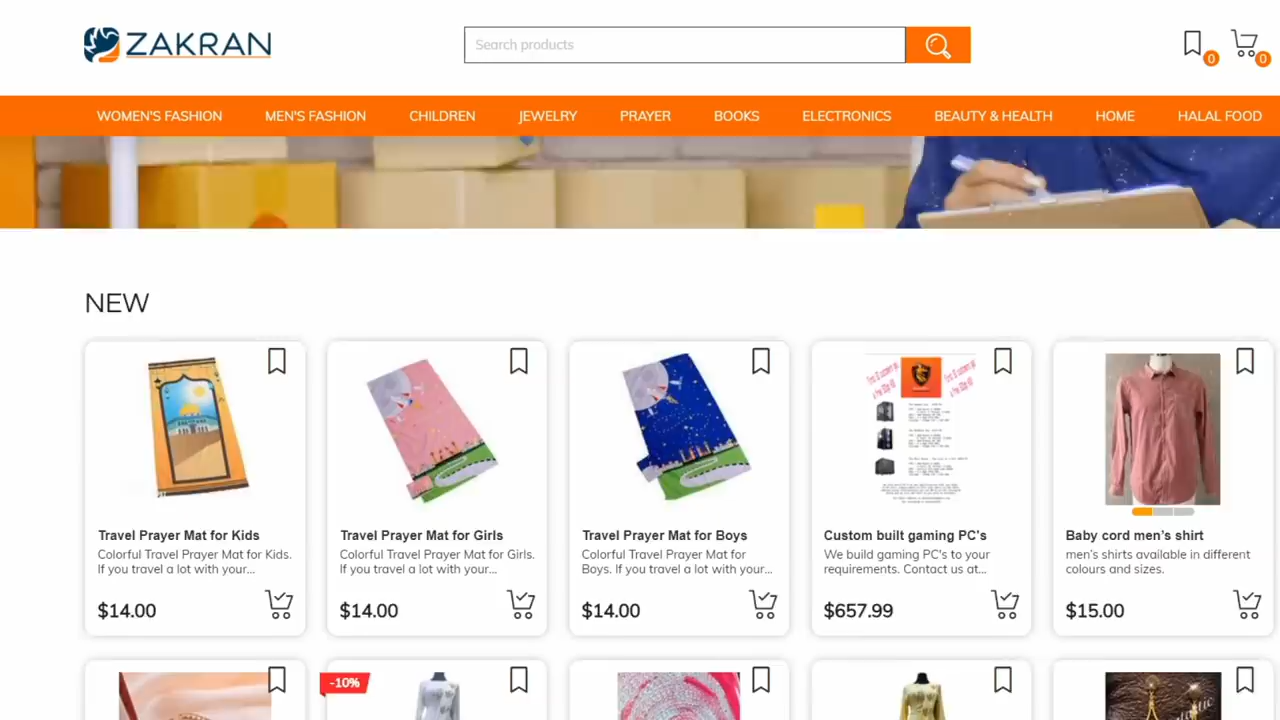 ZAKRAN
Search products
0
0
WOMEN'S FASHION
MEN'S FASHION
CHILDREN
JEWELRY
PRAYER
BOOKS
ELECTRONICS
BEAUTY & HEALTH
HOME
HALAL FOOD
NEW
Travel Prayer Mat for Kids
Colorful Travel Prayer Mat for Kids.
If you travel a lot with your...
$14.00
Travel Prayer Mat for Girls
Colorful Travel Prayer Mat for Girls.
If you travel a lot with your...
$14.00
Travel Prayer Mat for Boys
Colorful Travel Prayer Mat for
Boys. If you travel a lot with your...
$14.00
Custom built gaming PC's
We build gaming PC's to your
requirements. Contact us at...
$657.99
Baby cord men’s shirt
men’s shirts available in different
colours and sizes.
$15.00
-10%